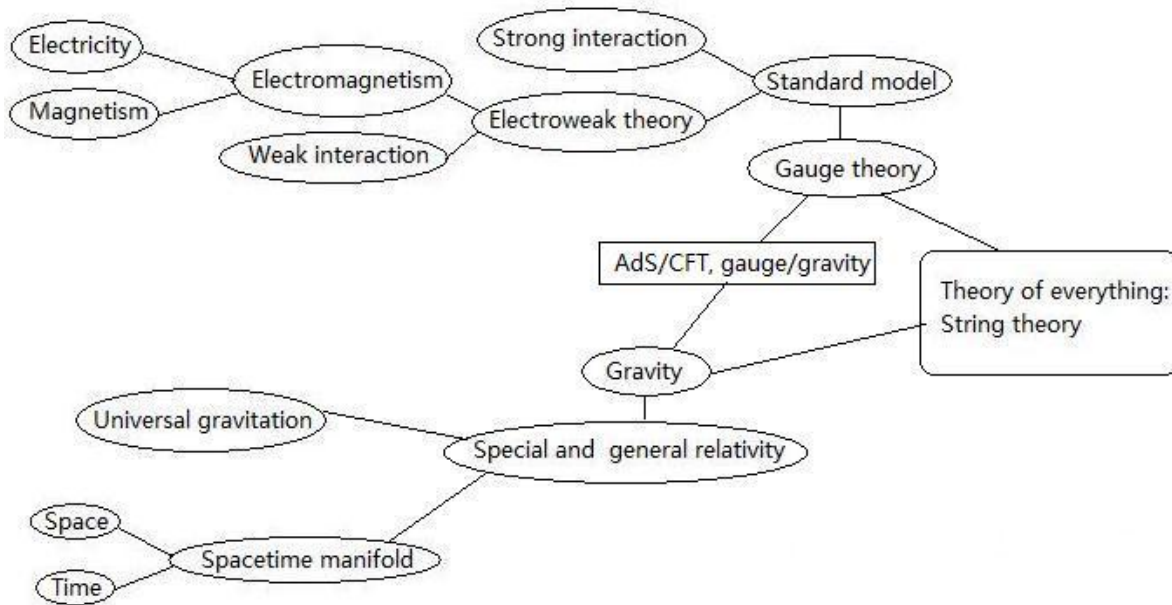 Electricity
Strong interaction
Electromagnetism
Standard model
Magnetism
Electroweak theory
Weak interaction
Gauge theory
AdS/CFT, gauge/gravity
Theory of everything:
String theory
Gravity
Universal gravitation
Special and general relativity
Space
Spacetime manifold
Time